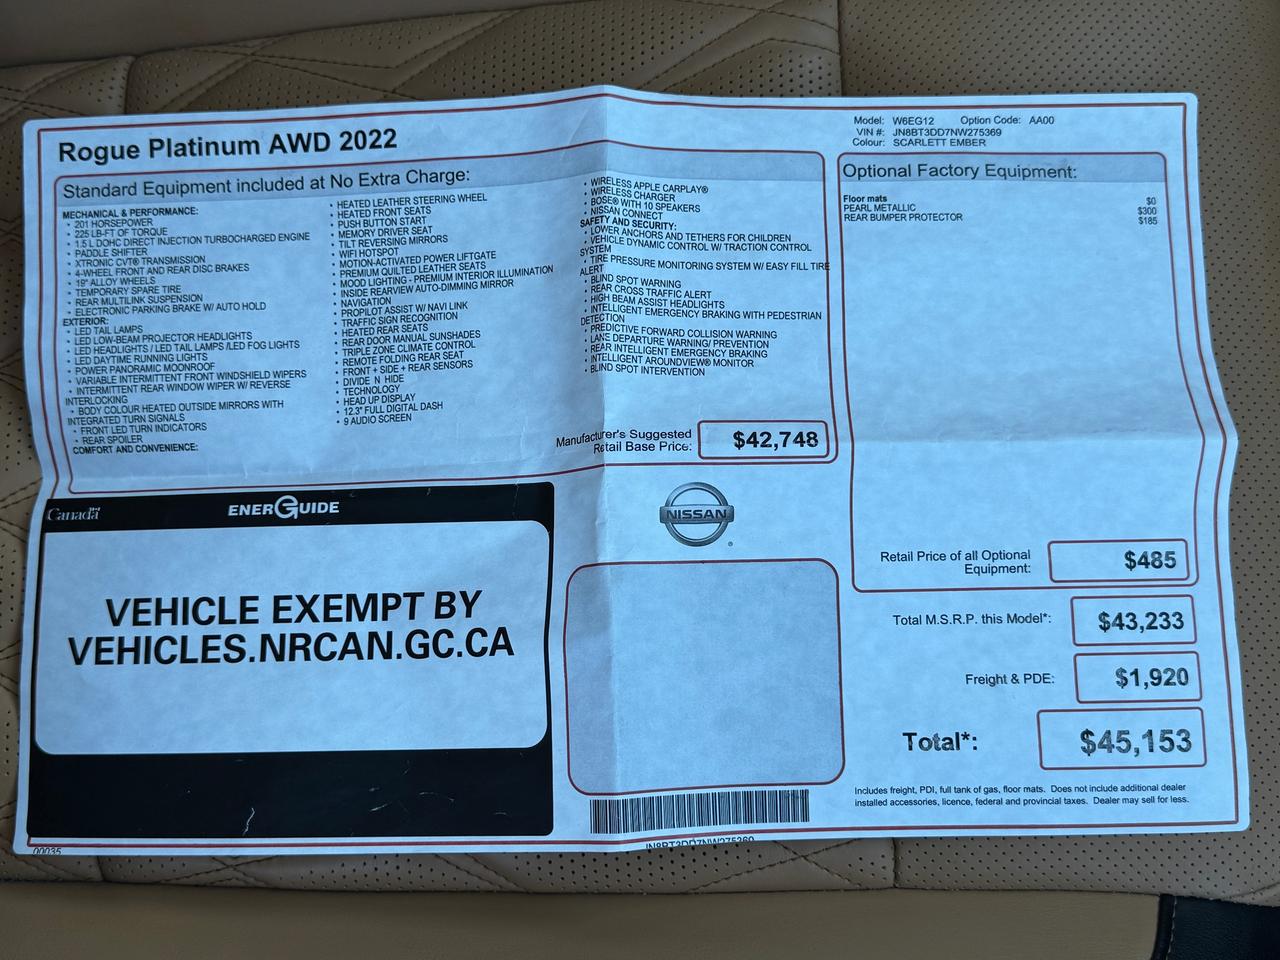 Rogue Platinum AWD 2022
Model: W6EG12 Option Code: AA00
VIN #: JN8BT3DD7NW275369
Colour: SCARLETT EMBER
Standard Equipment included at No Extra Charge:
MECHANICAL & PERFORMANCE:
• 201 HORSEPOWER
• 225 LB-FT OF TORQUE
• 1.5 L DOHC DIRECT INJECTION TURBOCHARGED ENGINE
• PADDLE SHIFTER
• XTRONIC CVT® TRANSMISSION
• 4-WHEEL FRONT AND REAR DISC BRAKES
• 19" ALLOY WHEELS
• TEMPORARY SPARE TIRE
• REAR MULTILINK SUSPENSION
• ELECTRONIC PARKING BRAKE W/ AUTO HOLD
EXTERIOR:
• LED TAIL LAMPS
• LED LOW-BEAM PROJECTOR HEADLIGHTS
• LED HEADLIGHTS / LED TAIL LAMPS /LED FOG LIGHTS
• LED DAYTIME RUNNING LIGHTS
• POWER PANORAMIC MOONROOF
• VARIABLE INTERMITTENT FRONT WINDSHIELD WIPERS
• INTERMITTENT REAR WINDOW WIPER W/ REVERSE
INTERLOCKING
• BODY COLOUR HEATED OUTSIDE MIRRORS WITH
INTEGRATED TURN SIGNALS
• FRONT LED TURN INDICATORS
• REAR SPOILER
COMFORT AND CONVENIENCE:
• HEATED LEATHER STEERING WHEEL
• HEATED FRONT SEATS
• PUSH BUTTON START
• MEMORY DRIVER SEAT
• TILT REVERSING MIRRORS
• WIFI HOTSPOT
• MOTION-ACTIVATED POWER LIFTGATE
• PREMIUM QUILTED LEATHER SEATS
• MOOD LIGHTING - PREMIUM INTERIOR ILLUMINATION
• INSIDE REARVIEW AUTO-DIMMING MIRROR
• NAVIGATION
• PROPILOT ASSIST W/ NAVI LINK
• TRAFFIC SIGN RECOGNITION
• HEATED REAR SEATS
• REAR DOOR MANUAL SUNSHADES
• TRIPLE ZONE CLIMATE CONTROL
• REMOTE FOLDING REAR SEAT
• FRONT + SIDE + REAR SENSORS
• DIVIDE N HIDE
• TECHNOLOGY
• HEAD UP DISPLAY
• 12.3" FULL DIGITAL DASH
• 9 AUDIO SCREEN
• WIRELESS APPLE CARPLAY®
• WIRELESS CHARGER
• BOSE® WITH 10 SPEAKERS
• NISSAN CONNECT
SAFETY AND SECURITY:
• LOWER ANCHORS AND TETHERS FOR CHILDREN
• VEHICLE DYNAMIC CONTROL W/ TRACTION CONTROL
SYSTEM
• TIRE PRESSURE MONITORING SYSTEM W/ EASY FILL TIRE
ALERT
• BLIND SPOT WARNING
• REAR CROSS TRAFFIC ALERT
• HIGH BEAM ASSIST HEADLIGHTS
• INTELLIGENT EMERGENCY BRAKING WITH PEDESTRIAN
DETECTION
• PREDICTIVE FORWARD COLLISION WARNING
• LANE DEPARTURE WARNING/ PREVENTION
• REAR INTELLIGENT EMERGENCY BRAKING
• INTELLIGENT AROUNDVIEW® MONITOR
• BLIND SPOT INTERVENTION
Manufacturer's Suggested
Retail Base Price: $42,748
Optional Factory Equipment:
Floor mats $0
PEARL METALLIC $300
REAR BUMPER PROTECTOR $185
Retail Price of all Optional
Equipment: $485
Total M.S.R.P. this Model*: $43,233
Freight & PDE: $1,920
Total*: $45,153
Includes freight, PDI, full tank of gas, floor mats. Does not include additional dealer
installed accessories, licence, federal and provincial taxes. Dealer may sell for less.
Canada
ENERGUIDE
VEHICLE EXEMPT BY
VEHICLES.NRCAN.GC.CA
NISSAN
JN8BT3DD7NW275369
00035